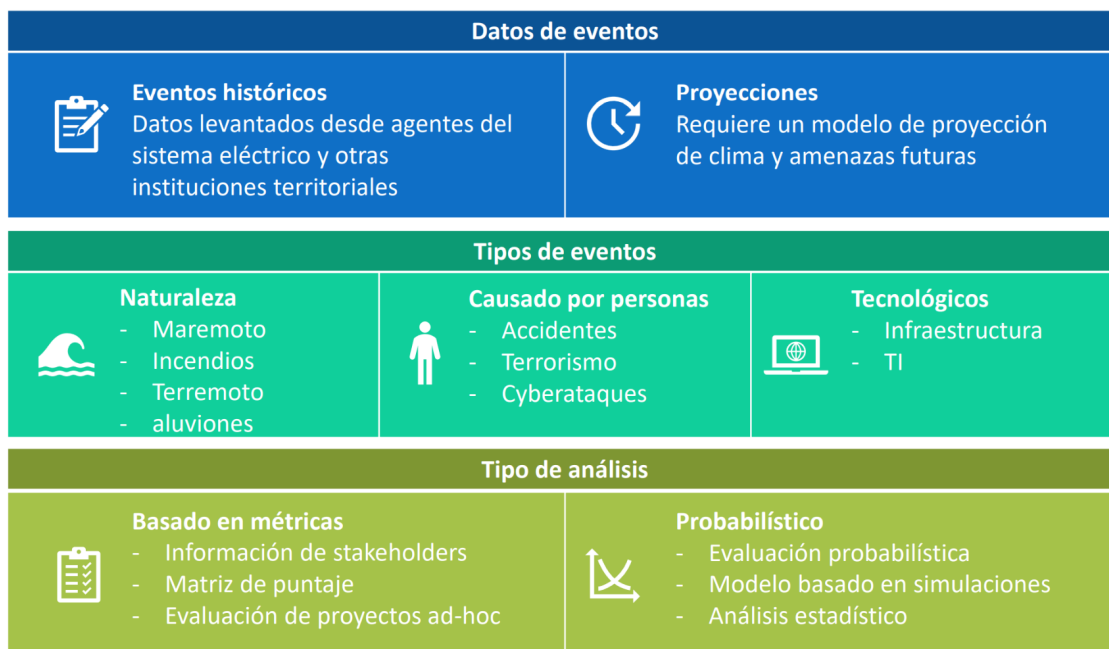 Datos de eventos
Eventos históricos
Datos levantados desde agentes del
sistema eléctrico y otras
instituciones territoriales
Proyecciones
Requiere un modelo de proyección
de clima y amenazas futuras
Tipos de eventos
Naturaleza
- Maremoto
- Incendios
- Terremoto
- aluviones
Causado por personas
- Accidentes
- Terrorismo
- Cyberataques
Tecnológicos
- Infraestructura
- TI
Tipo de análisis
Basado en métricas
- Información de stakeholders
- Matriz de puntaje
- Evaluación de proyectos ad-hoc
Probabilístico
- Evaluación probabilística
- Modelo basado en simulaciones
- Análisis estadístico